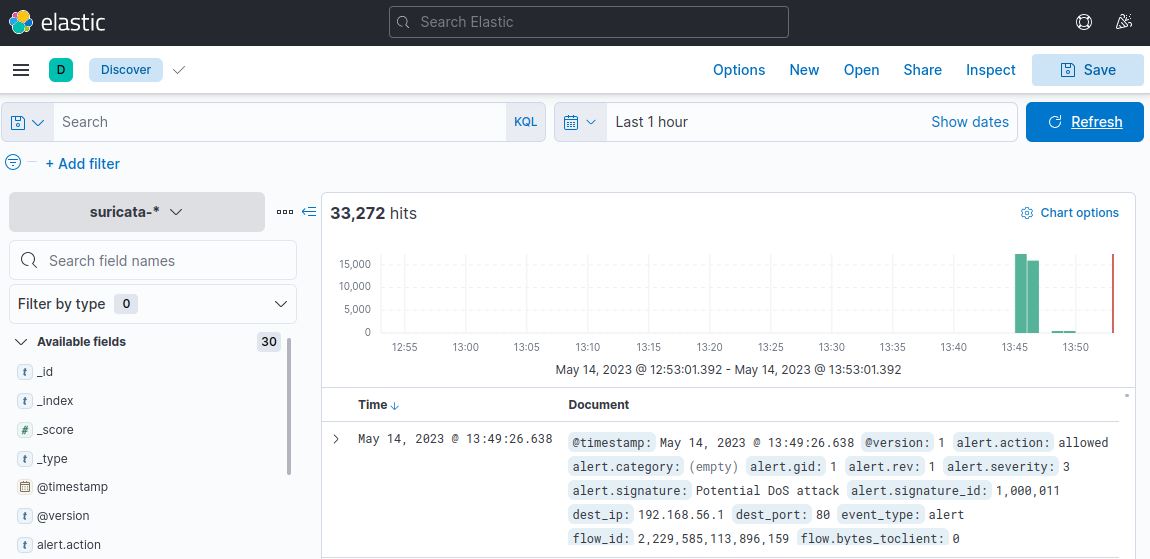 elastic
Search Elastic
D
Discover
Options
New
Open
Share
Inspect
Save
Search
KQL
Last 1 hour
Show dates
Refresh
+ Add filter
suricata-*
33,272 hits
Chart options
Search field names
Filter by type 0
Available fields
30
t _id
t _index
# _score
t _type
@timestamp
t @version
t alert.action
15,000
10,000
5,000
0
12:55 13:00 13:05 13:10 13:15 13:20 13:25 13:30 13:35 13:40 13:45 13:50
May 14, 2023 @ 12:53:01.392 - May 14, 2023 @ 13:53:01.392
Time Document
May 14, 2023 @ 13:49:26.638
@timestamp: May 14, 2023 @ 13:49:26.638 @version: 1 alert.action: allowed
alert.category: (empty) alert.gid: 1 alert.rev: 1 alert.severity: 3
alert.signature: Potential DoS attack alert.signature_id: 1,000,011
dest_ip: 192.168.56.1 dest_port: 80 event_type: alert
flow_id: 2,229,585,113,896,159 flow.bytes_toclient: 0